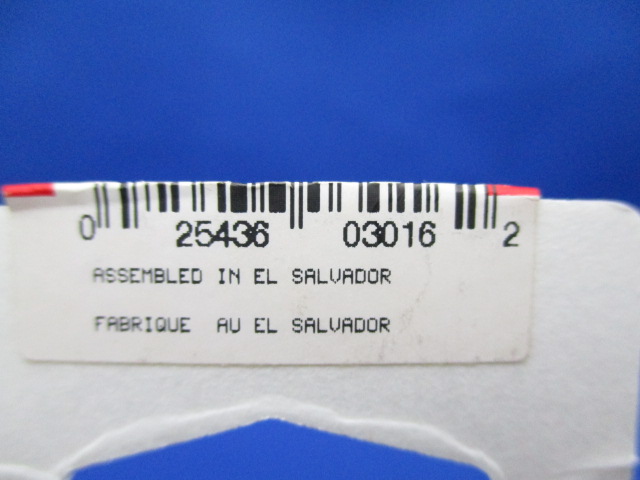 0 25436 03016 2
ASSEMBLED IN EL SALVADOR
FABRIQUE AU EL SALVADOR